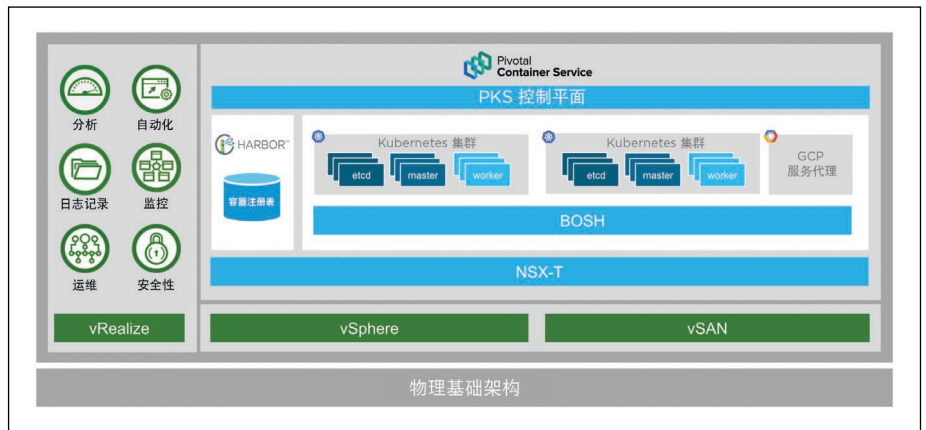 分析
自动化
日志记录
监控
运维
安全性
vRealize
Pivotal
Container Service
PKS 控制平面
HARBOR™
容器注册表
Kubernetes 集群
etcd
master
worker
Kubernetes 集群
etcd
master
worker
GCP
服务代理
BOSH
NSX-T
vSphere
vSAN
物理基础架构